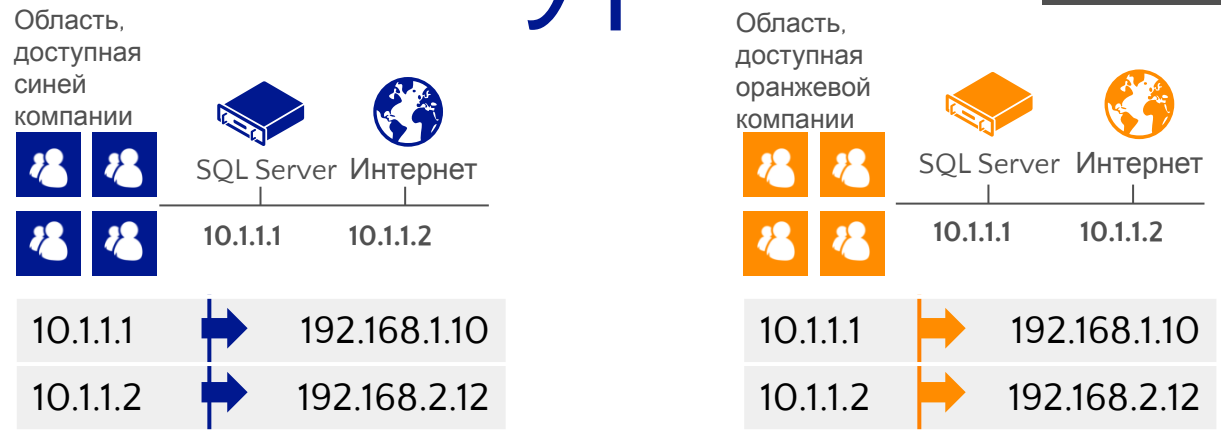 Область,
доступная
синей
компании
SQL Server Интернет
10.1.1.1 10.1.1.2
10.1.1.1 192.168.1.10
10.1.1.2 192.168.2.12
Область,
доступная
оранжевой
компании
SQL Server Интернет
10.1.1.1 10.1.1.2
10.1.1.1 192.168.1.10
10.1.1.2 192.168.2.12